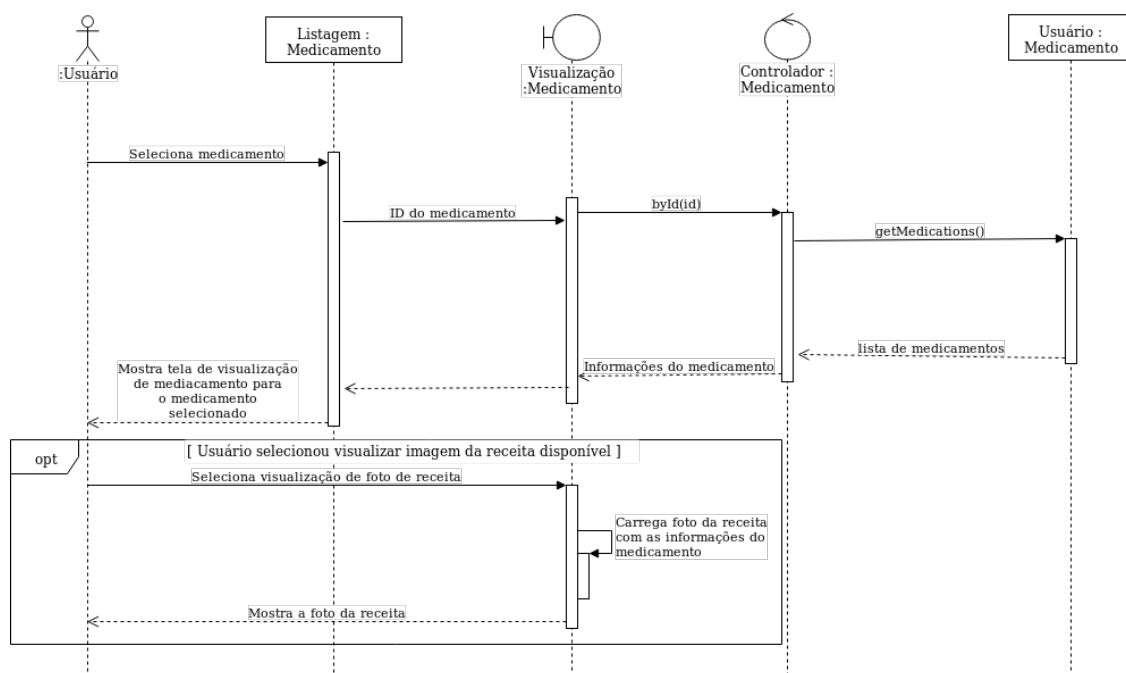 :Usuário
Listagem :
Medicamento
Visualização
:Medicamento
Controlador :
Medicamento
Usuário :
Medicamento
Seleciona medicamento
ID do medicamento
byId(id)
getMedications()
lista de medicamentos
Informações do medicamento
Mostra tela de visualização
de mediacamento para
o medicamento
selecionado
opt
[ Usuário selecionou visualizar imagem da receita disponível ]
Seleciona visualização de foto de receita
Carrega foto da receita
com as informações do
medicamento
Mostra a foto da receita